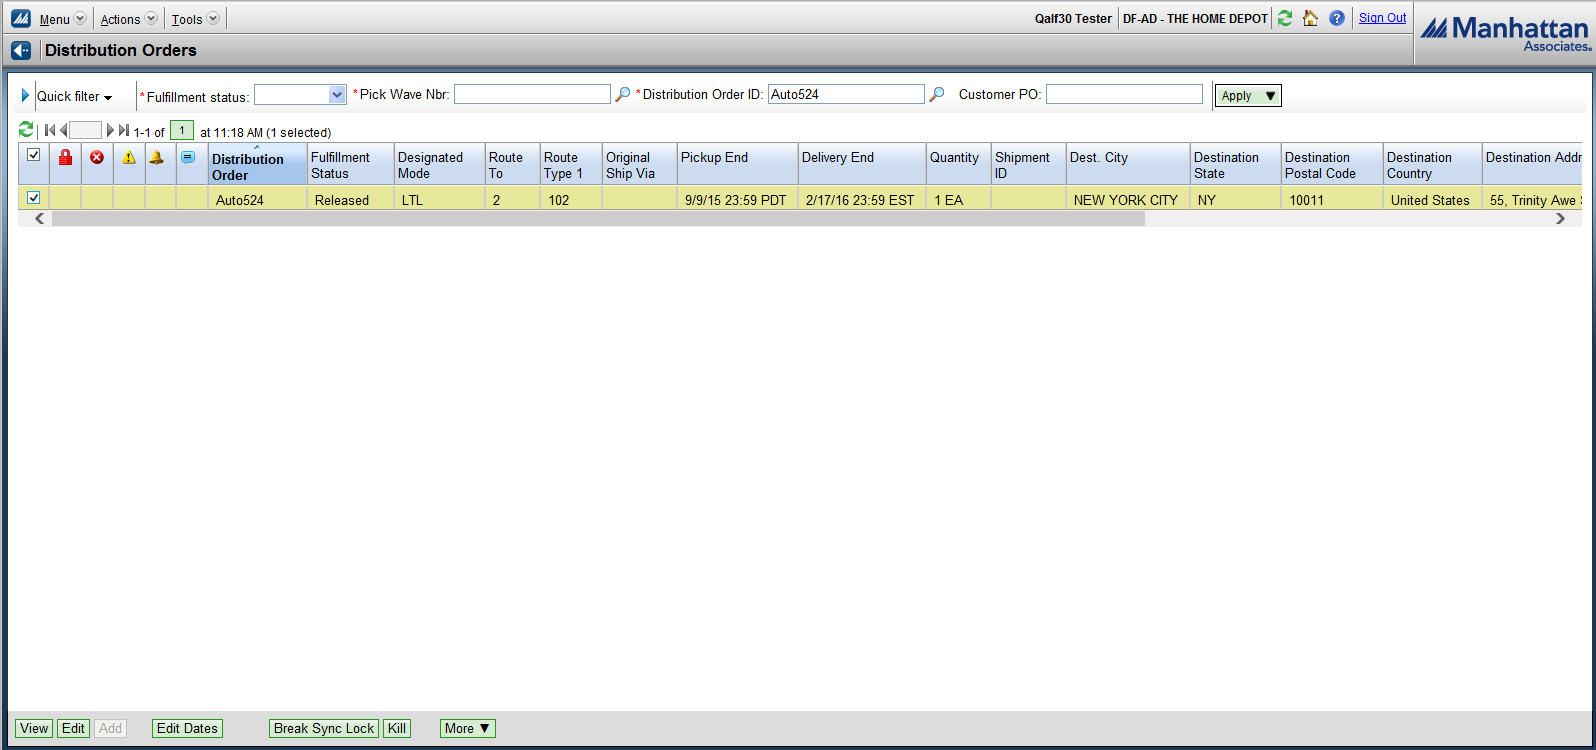 Menu Actions Tools Qalf30 Tester DF-AD - THE HOME DEPOT Sign Out
Manhattan
Associates.
Distribution Orders
Quick filter *Fulfillment status: *Pick Wave Nbr: *Distribution Order ID: Auto524 Customer PO: Apply ▼
1-1 of 1 at 11:18 AM (1 selected)
Distribution Order Fulfillment Status Designated Mode Route To Route Type 1 Original Ship Via Pickup End Delivery End Quantity Shipment ID Dest. City Destination State Destination Postal Code Destination Country Destination Addr
Auto524 Released LTL 2 102 9/9/15 23:59 PDT 2/17/16 23:59 EST 1 EA NEW YORK CITY NY 10011 United States 55, Trinity Awe
View Edit Add Edit Dates Break Sync Lock Kill More ▼